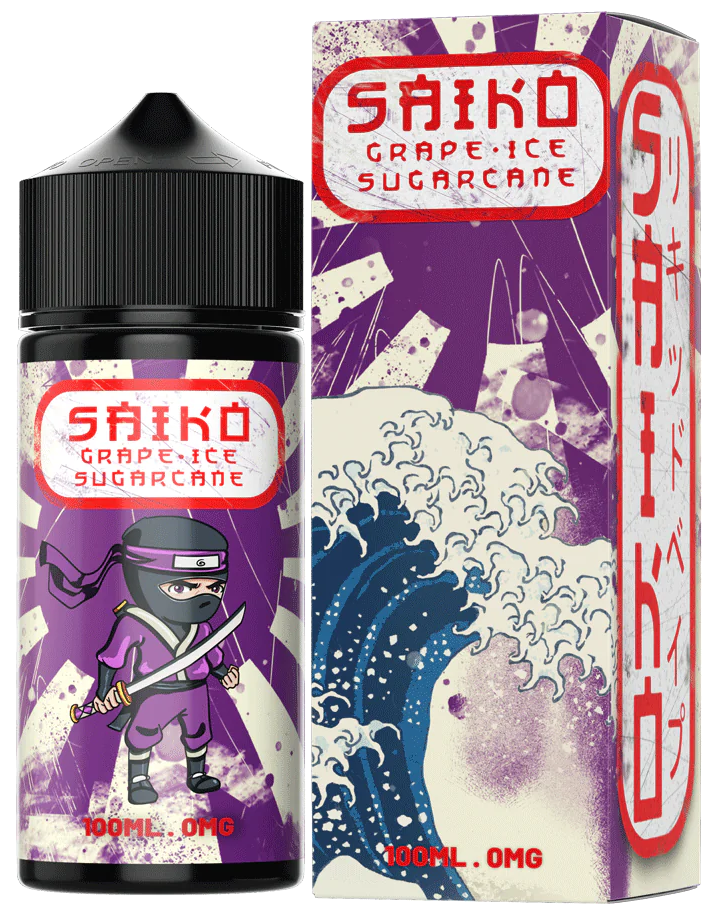 OPEN
SAIKO
GRAPE·ICE
SUGARCANE
100ML.0MG
SAIKO
GRAPE·ICE
SUGARCANE
100ML.0MG
SAIKO
リキッドベイプ